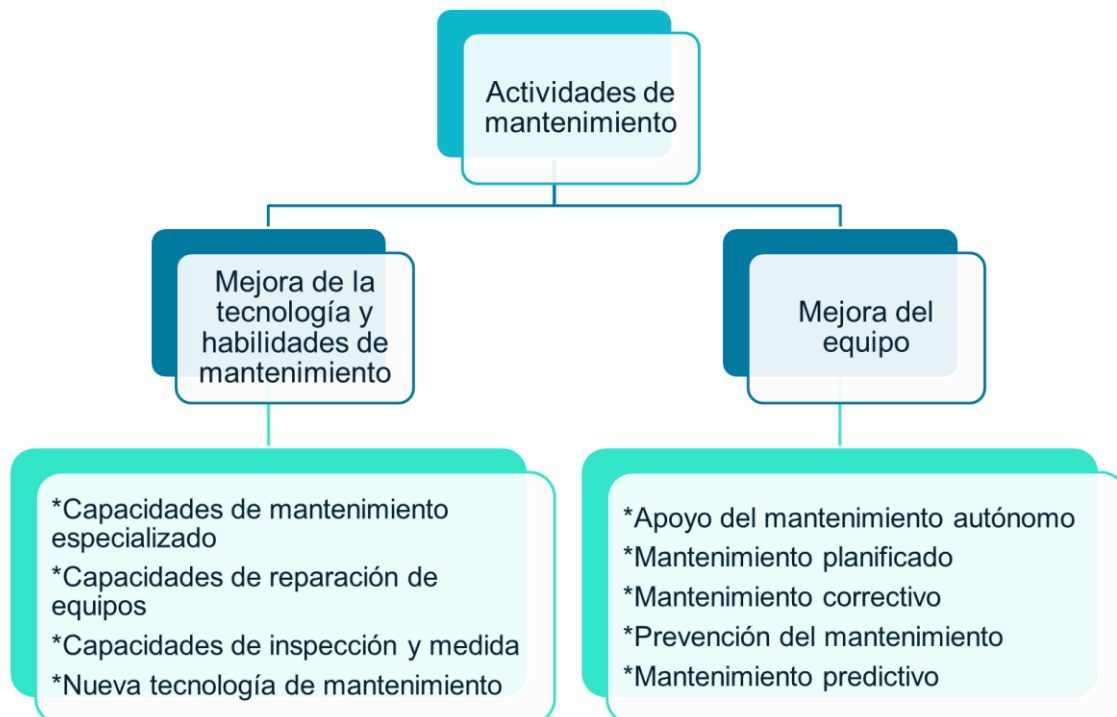 Actividades de
mantenimiento
Mejora de la
tecnología y
habilidades de
mantenimiento
Mejora del
equipo
*Capacidades de mantenimiento
especializado
*Capacidades de reparación de
equipos
*Capacidades de inspección y medida
*Nueva tecnología de mantenimiento
*Apoyo del mantenimiento autónomo
*Mantenimiento planificado
*Mantenimiento correctivo
*Prevención del mantenimiento
*Mantenimiento predictivo